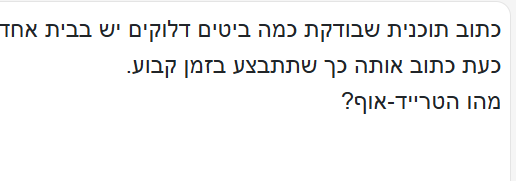 כתוב תוכנית שבודקת כמה ביטים דלוקים יש בבית אחד
כעת כתוב אותה כך שתתבצע בזמן קבוע.
מהו הטרייד-אוף?